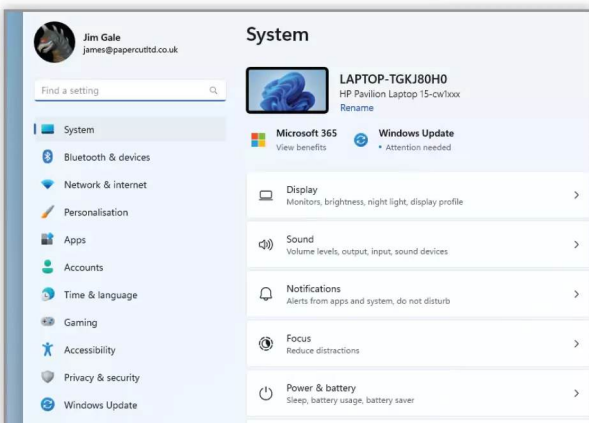 Jim Gale
james@papercutltd.co.uk
Find a setting
System
Bluetooth & devices
Network & internet
Personalisation
Apps
Accounts
Time & language
Gaming
Accessibility
Privacy & security
Windows Update
System
LAPTOP-TGKJ80H0
HP Pavilion Laptop 15-cw1xxx
Rename
Microsoft 365
View benefits
Windows Update
• Attention needed
Display
Monitors, brightness, night light, display profile
Sound
Volume levels, output, input, sound devices
Notifications
Alerts from apps and system, do not disturb
Focus
Reduce distractions
Power & battery
Sleep, battery usage, battery saver